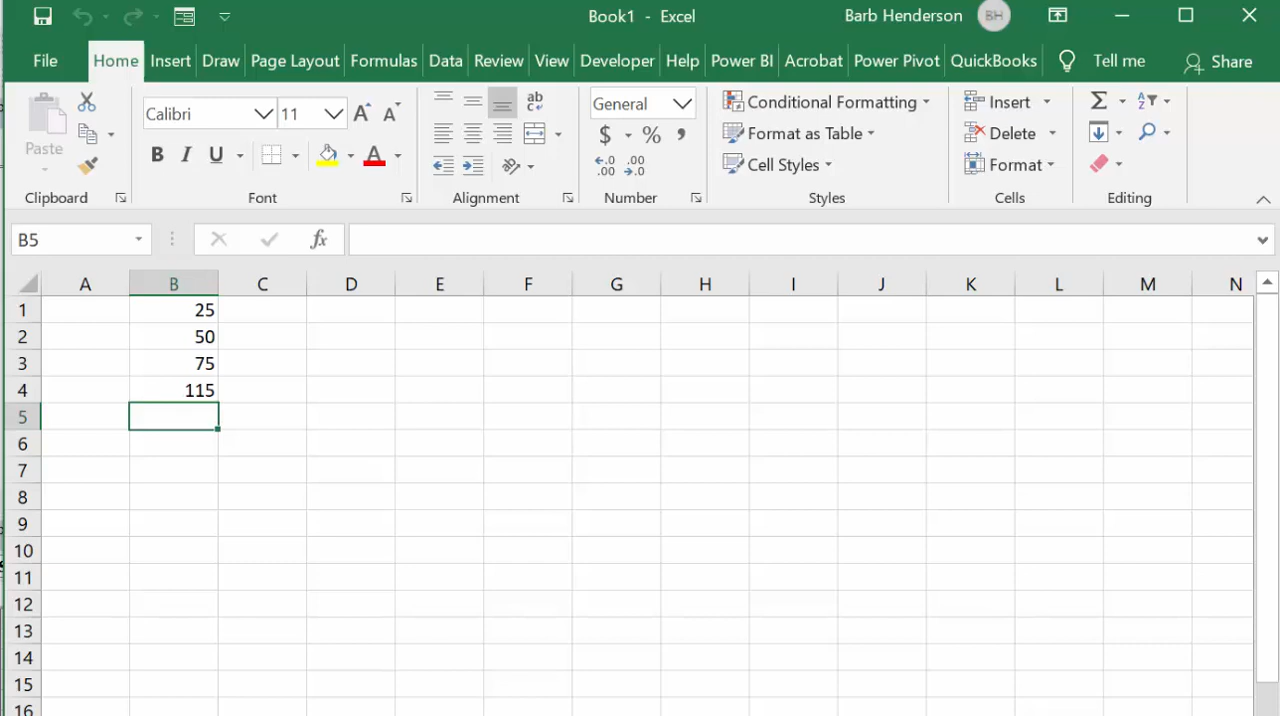 Book1 - Excel
Barb Henderson
BH
File Home Insert Draw Page Layout Formulas Data Review View Developer Help Power BI Acrobat Power Pivot QuickBooks Tell me Share
Paste
Clipboard
Calibri 11
B I U A
Font
ab
Alignment
General
$ % ,
Number
Conditional Formatting
Format as Table
Cell Styles
Styles
Insert
Delete
Format
Cells
Σ
Editing
B5 fx
A B C D E F G H I J K L M N
1 25
2 50
3 75
4 115
5
6
7
8
9
10
11
12
13
14
15
16